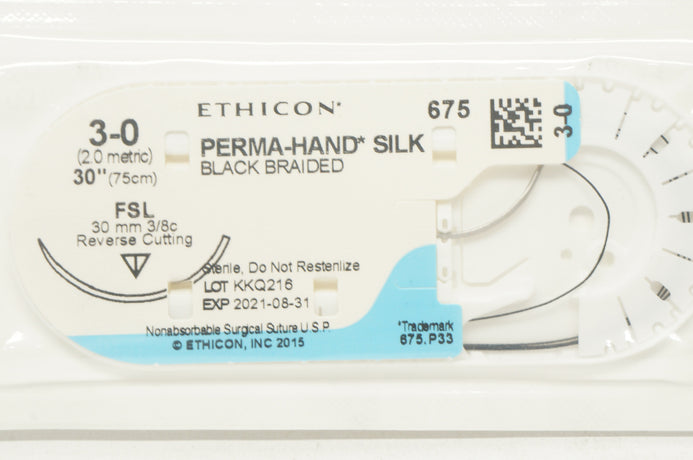 ETHICON*
675
3-0
3-0
(2.0 metric)
30" (75cm)
PERMA-HAND* SILK
BLACK BRAIDED
FSL
30 mm 3/8c
Reverse Cutting
Sterile, Do Not Resterilize
LOT KKQ216
EXP 2021-08-31
Nonabsorbable Surgical Suture U.S.P.
© ETHICON, INC 2015
*Trademark
675.P33